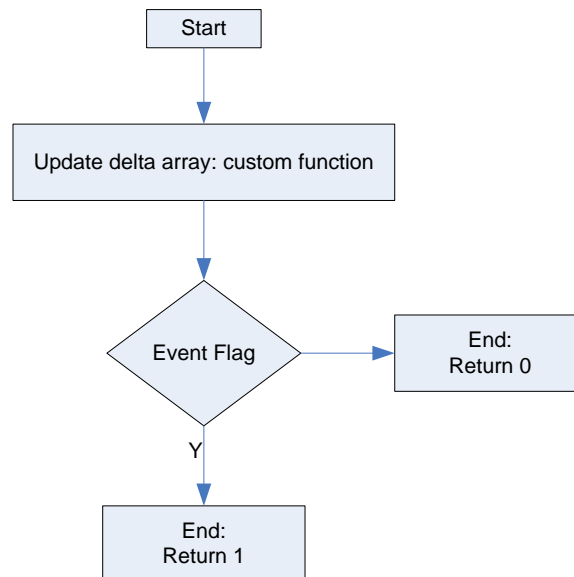 Start
Update delta array: custom function
Event Flag
End:
Return 0
Y
End:
Return 1